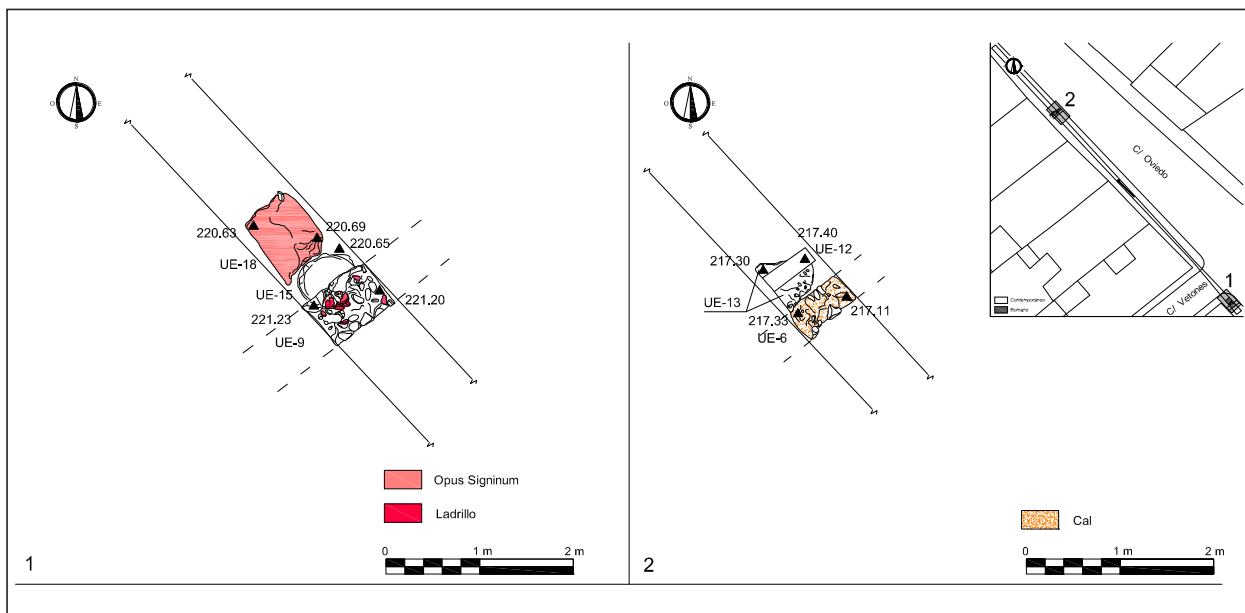 N
O
E
S
220.63
220.69
220.65
UE-18
UE-15
221.20
221.23
UE-9
Opus Signinum
Ladrillo
0 1 m 2 m
1
N
O
E
S
217.40
UE-12
217.30
UE-13
217.33
217.11
UE-6
Cal
0 1 m 2 m
2
2
C/ Oviedo
1
C/ Vetones
Contemporáneo
Romano